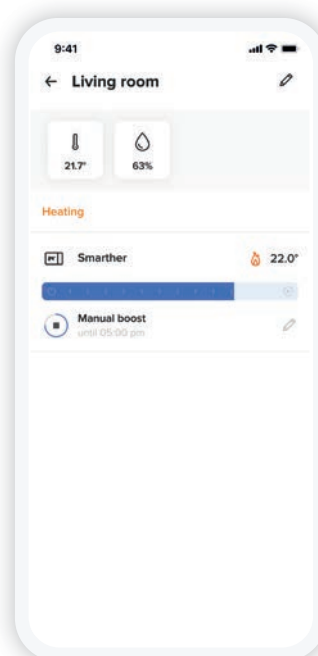 9:41
Living room
21.7°
63%
Heating
Smarther
22.0°
Manual boost
until 05:00 pm